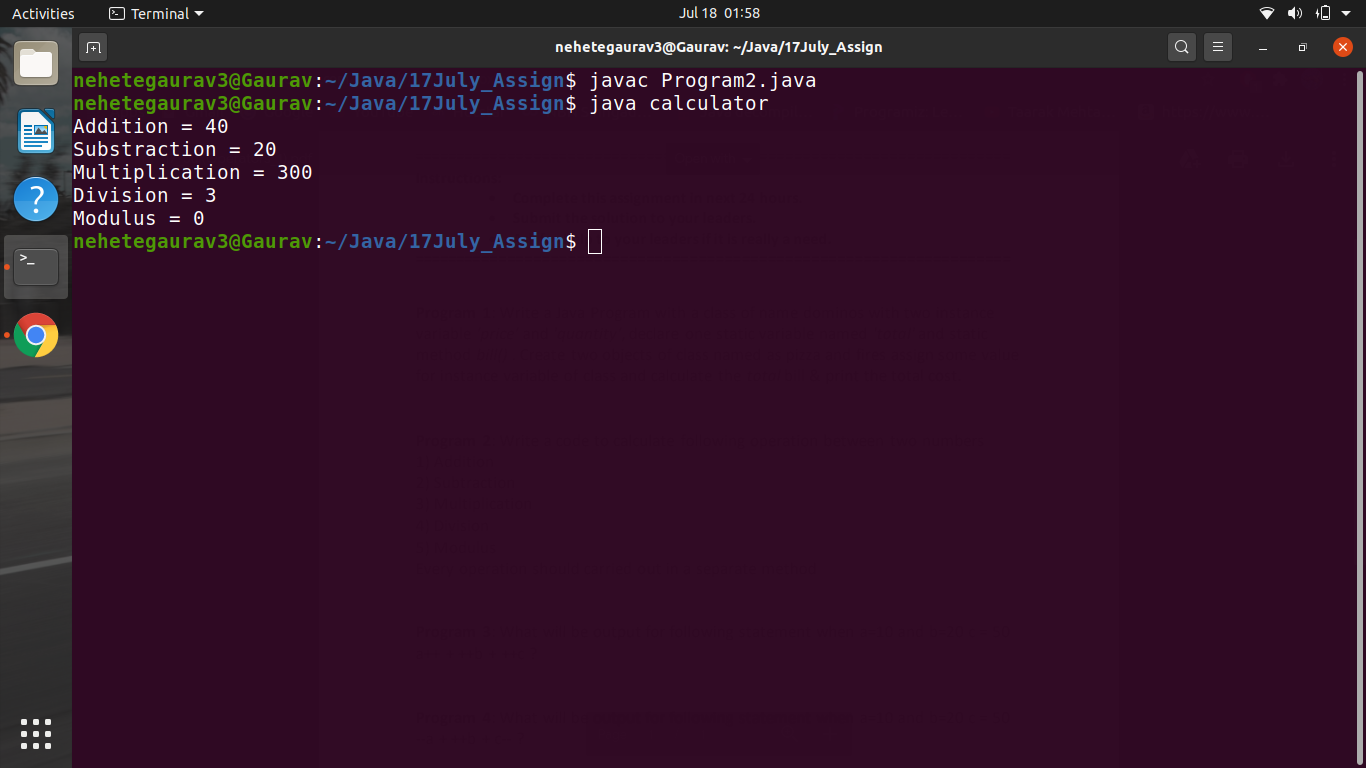 Activities Terminal Jul 18 01:58
nehetegaurav3@Gaurav: ~/Java/17July_Assign
nehetegaurav3@Gaurav:~/Java/17July_Assign$ javac Program2.java
nehetegaurav3@Gaurav:~/Java/17July_Assign$ java calculator
Addition = 40
Substraction = 20
Multiplication = 300
Division = 3
Modulus = 0
nehetegaurav3@Gaurav:~/Java/17July_Assign$